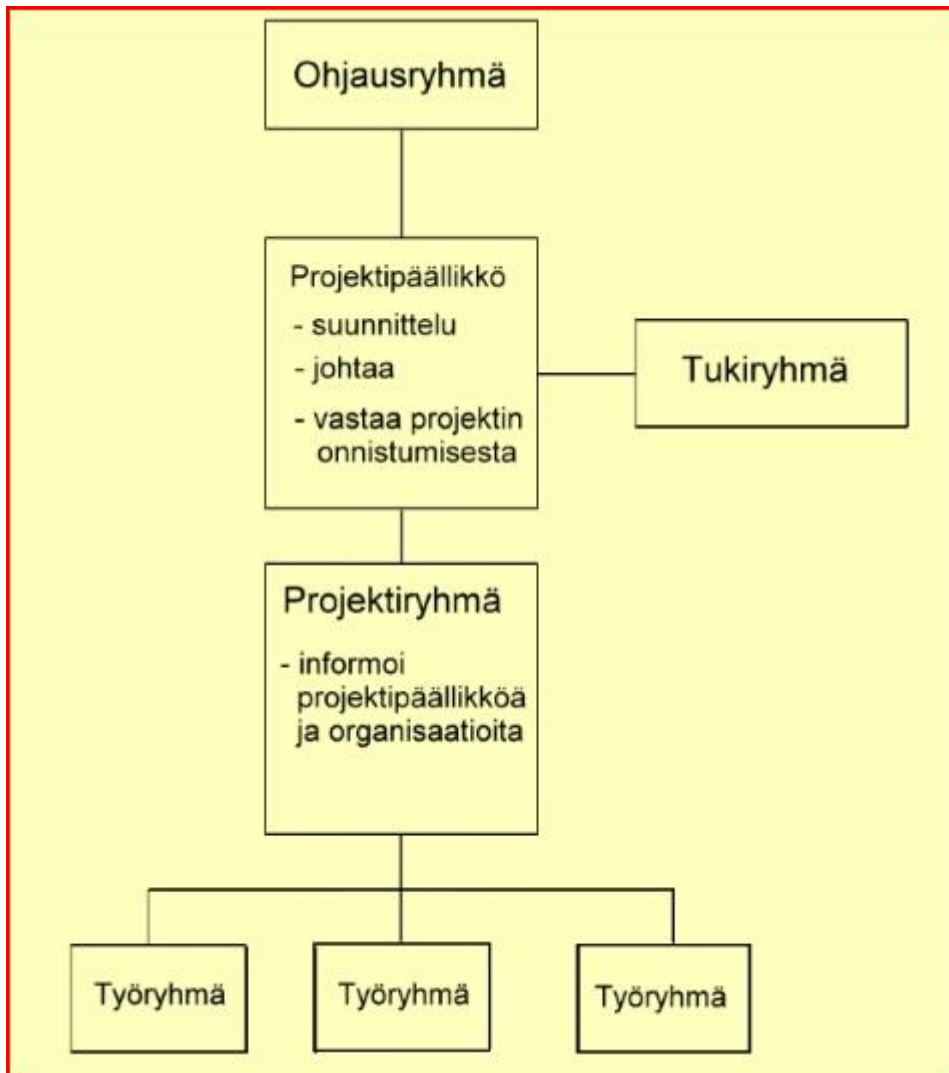 Ohjausryhmä
Projektipäällikkö
- suunnittelu
- johtaa
- vastaa projektin
onnistumisesta
Tukiryhmä
Projektiryhmä
- informoi
projektipäällikköä
ja organisaatioita
Työryhmä
Työryhmä
Työryhmä